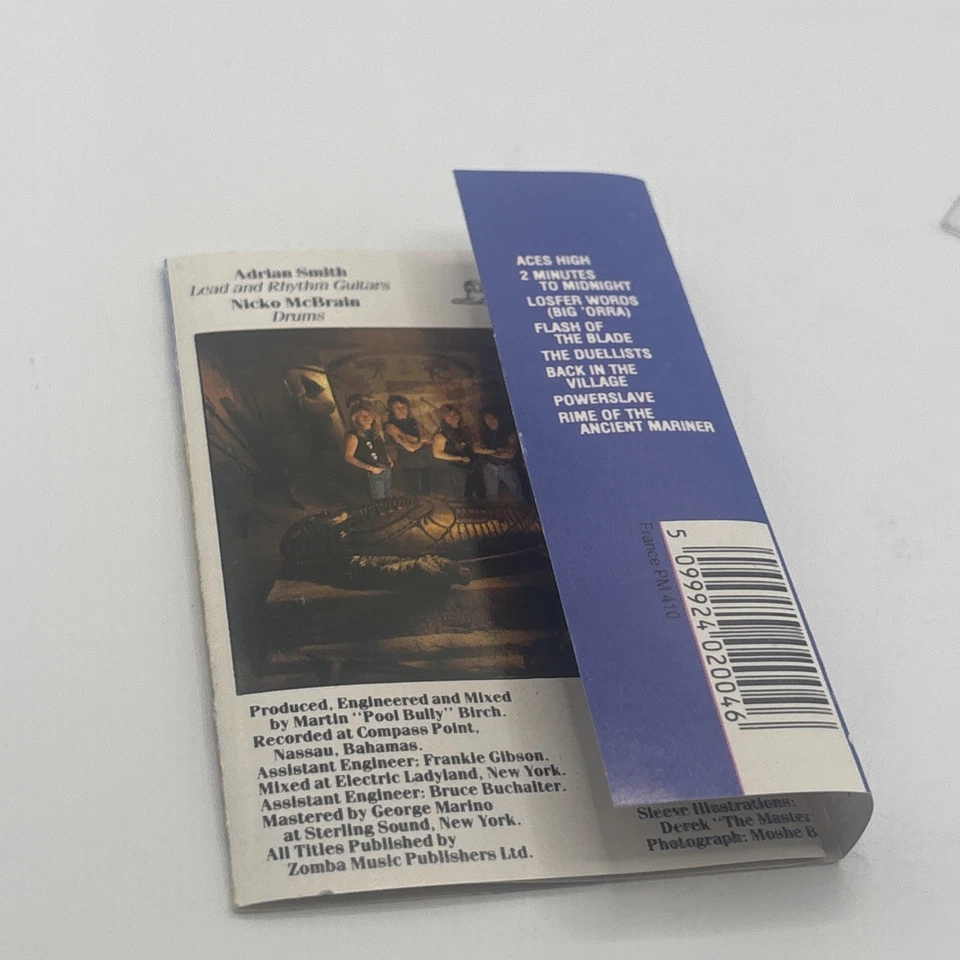 Adrian Smith
Lead and Rhythm Guitars
Nicko McBrain
Drums
Produced, Engineered and Mixed
by Martin "Pool Bully" Birch.
Recorded at Compass Point,
Nassau, Bahamas.
Assistant Engineer: Frankie Gibson.
Mixed at Electric Ladyland, New York.
Assistant Engineer: Bruce Buchalter.
Mastered by George Marino
at Sterling Sound, New York.
All Titles Published by
Zomba Music Publishers Ltd.
ACES HIGH
2 MINUTES
TO MIDNIGHT
LOSFER WORDS
(BIG 'ORRA)
FLASH OF
THE BLADE
THE DUELLISTS
BACK IN THE
VILLAGE
POWERSLAVE
RIME OF THE
ANCIENT MARINER
France PM 410
5 099924 020046
Sleeve Illustrations:
Derek "The Master
Photograph: Moshe B